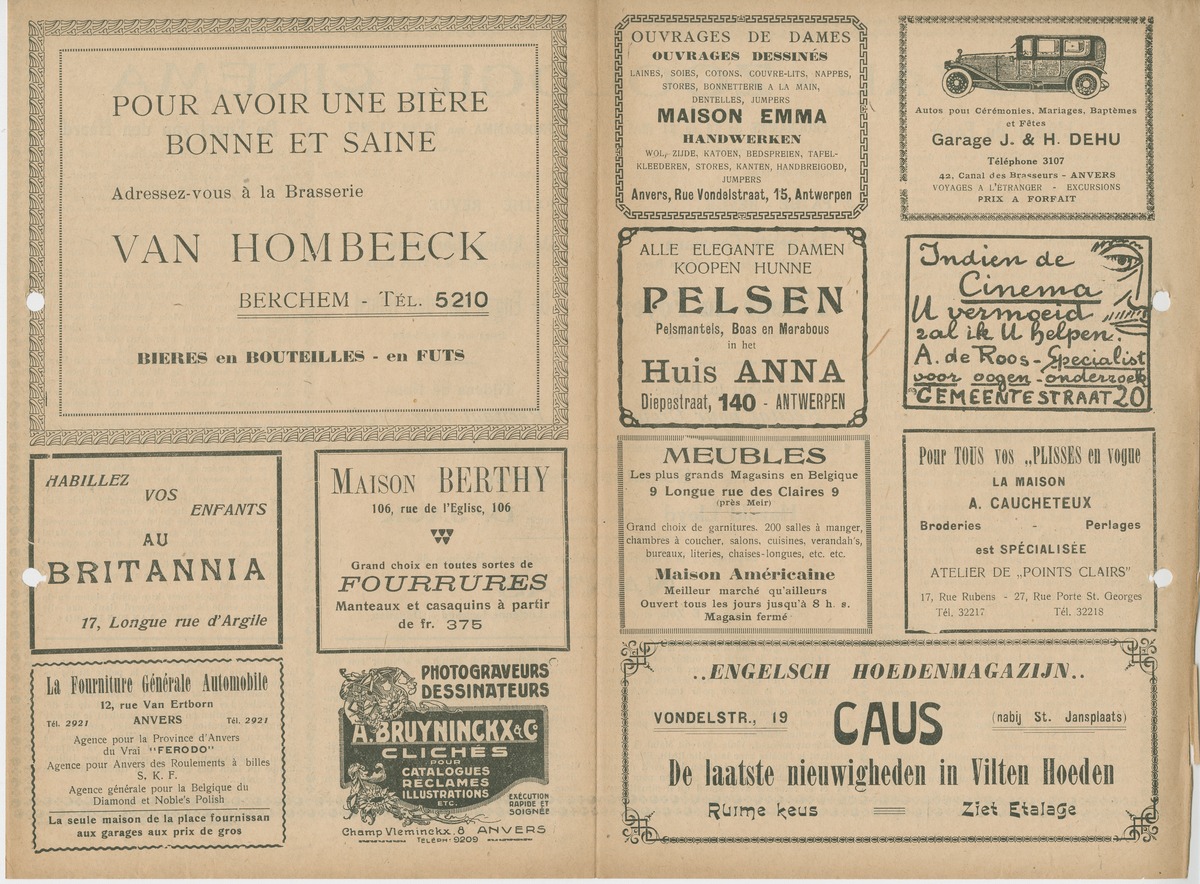 POUR AVOIR UNE BIÈRE
BONNE ET SAINE
Adressez-vous à la Brasserie
VAN HOMBEECK
BERCHEM - TÉL. 5210
BIERES en BOUTEILLES - en FUTS
HABILLEZ
VOS
ENFANTS
AU
BRITANNIA
17, Longue rue d'Argile
MAISON BERTHY
106, rue de l'Eglise, 106
Grand choix en toutes sortes de
FOURRURES
Manteaux et casaquins à partir
de fr. 375
La Fourniture Générale Automobile
12, rue Van Ertborn
Tél. 2921 ANVERS Tél. 2921
Agence pour la Province d'Anvers
du Vrai "FERODO"
Agence pour Anvers des Roulements à billes
S. K. F.
Agence générale pour la Belgique du
Diamond et Noble's Polish
La seule maison de la place fournissan
aux garages aux prix de gros
PHOTOGRAVEURS
DESSINATEURS
A. BRUYNINCKX & Co
CLICHÉS
POUR
CATALOGUES
RECLAMES
ILLUSTRATIONS
ETC.
EXÉCUTION
RAPIDE ET
SOIGNÉE
Champ Vleminckx. 8 ANVERS
TELEPH. 9209
OUVRAGES DE DAMES
OUVRAGES DESSINÉS
LAINES, SOIES, COTONS, COUVRE-LITS, NAPPES,
STORES, BONNETTERIE A LA MAIN,
DENTELLES, JUMPERS
MAISON EMMA
HANDWERKEN
WOL, ZIJDE, KATOEN, BEDSPREIEN, TAFEL-
KLEEDEREN, STORES, KANTEN, HANDBREIGOED,
JUMPERS
Anvers, Rue Vondelstraat, 15, Antwerpen
Autos pour Cérémonies, Mariages, Baptêmes
et Fêtes
Garage J. & H. DEHU
Téléphone 3107
42, Canal des Brasseurs - ANVERS
VOYAGES A L'ÉTRANGER - EXCURSIONS
PRIX A FORFAIT
ALLE ELEGANTE DAMEN
KOOPEN HUNNE
PELSEN
Pelsmantels, Boas en Marabous
in het
Huis ANNA
Diepestraat, 140 - ANTWERPEN
Indien de
Cinema
U vermoeid
zal ik U helpen.
A. de Roos - Specialist
voor oogen-onderzoek
GEMEENTESTRAAT 20
MEUBLES
Les plus grands Magasins en Belgique
9 Longue rue des Claires 9
(près Meir)
Grand choix de garnitures. 200 salles à manger,
chambres à coucher, salons, cuisines, verandah's,
bureaux, literies, chaises-longues, etc. etc.
Maison Américaine
Meilleur marché qu'ailleurs
Ouvert tous les jours jusqu'à 8 h. s.
Magasin fermé
Pour TOUS vos „PLISSES en vogue
LA MAISON
A. CAUCHETEUX
Broderies - Perlages
est SPÉCIALISÉE
ATELIER DE „POINTS CLAIRS"
17, Rue Rubens - 27, Rue Porte St. Georges
Tél. 32217 Tél. 32218
..ENGELSCH HOEDENMAGAZIJN..
VONDELSTR., 19 CAUS (nabij St. Jansplaats)
De laatste nieuwigheden in Vilten Hoeden
Ruime keus Ziet Etalage